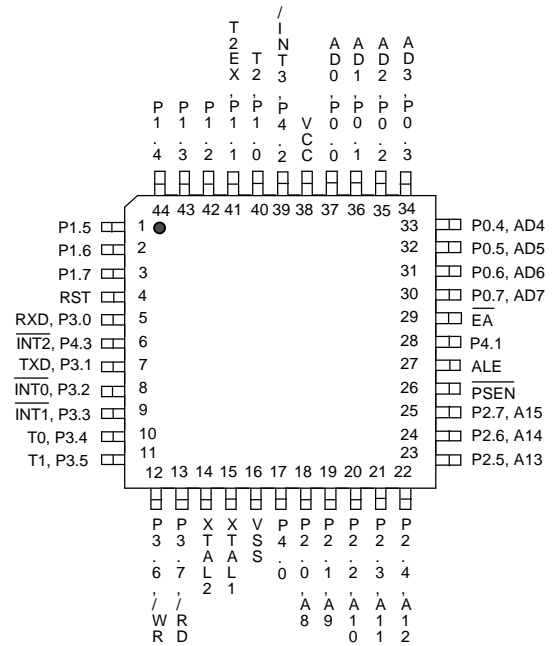 P1.4
P1.3
P1.2
T2EX,P1.1
T2,P1.0
/INT3,P4.2
VCC
AD0,P0.0
AD1,P0.1
AD2,P0.2
AD3,P0.3
44 43 42 41 40 39 38 37 36 35 34
P1.5 1
P1.6 2
P1.7 3
RST 4
RXD, P3.0 5
INT2, P4.3 6
TXD, P3.1 7
INT0, P3.2 8
INT1, P3.3 9
T0, P3.4 10
T1, P3.5 11
33 P0.4, AD4
32 P0.5, AD5
31 P0.6, AD6
30 P0.7, AD7
29 EA
28 P4.1
27 ALE
26 PSEN
25 P2.7, A15
24 P2.6, A14
23 P2.5, A13
12 13 14 15 16 17 18 19 20 21 22
P3.6,/WR
P3.7,/RD
XTAL2
XTAL1
VSS
P4.0
P2.0,A8
P2.1,A9
P2.2,A10
P2.3,A11
P2.4,A12